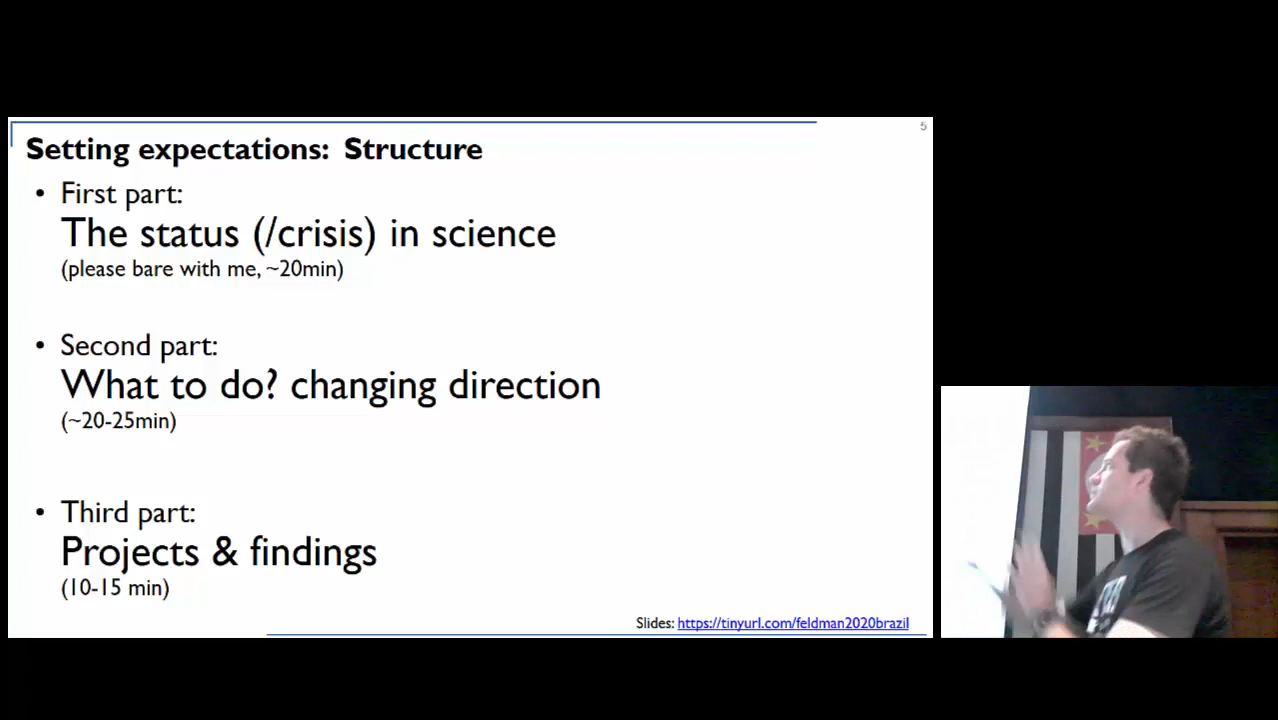 5
Setting expectations: Structure
• First part:
The status (/crisis) in science
(please bare with me, ~20min)
• Second part:
What to do? changing direction
(~20-25min)
• Third part:
Projects & findings
(10-15 min)
Slides: https://tinyurl.com/feldman2020brazil